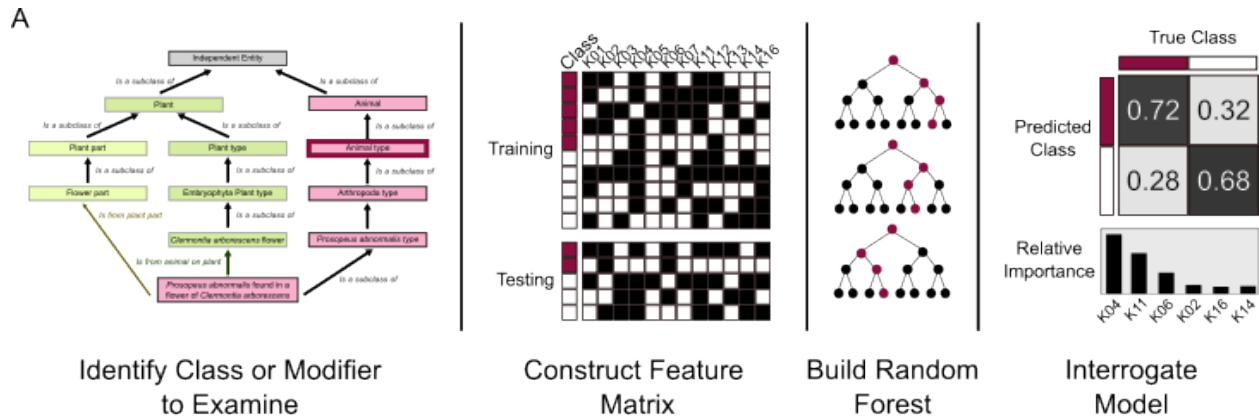 A
Independent Entity
Is a subclass of
Is a subclass of
Plant
Animal
Is a subclass of
Is a subclass of
Is a subclass of
Plant part
Plant type
Animal type
Is a subclass of
Is a subclass of
Is a subclass of
Flower part
Embryophyta Plant type
Arthropoda type
Is from plant part
Is a subclass of
Is a subclass of
Clermontia arborescens flower
Prosopeus abnormalis type
Is from animal on plant
Is a subclass of
Prosopeus abnormalis found in a
flower of Clermontia arborescens
Identify Class or Modifier
to Examine
Class
K01
K02
K03
K04
K05
K06
K07
K11
K12
K13
K14
K16
Training
Testing
Construct Feature
Matrix
Build Random
Forest
True Class
Predicted
Class
0.72 0.32
0.28 0.68
Relative
Importance
K04
K11
K06
K02
K16
K14
Interrogate
Model